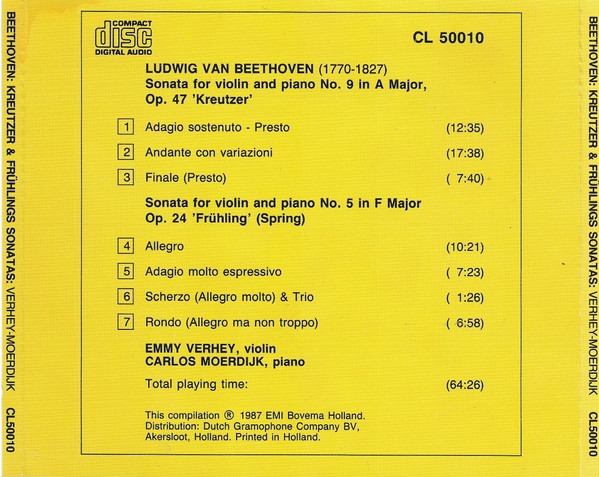 COMPACT
disc
DIGITAL AUDIO
CL 50010
LUDWIG VAN BEETHOVEN (1770-1827)
Sonata for violin and piano No. 9 in A Major,
Op. 47 'Kreutzer'
1 Adagio sostenuto - Presto (12:35)
2 Andante con variazioni (17:38)
3 Finale (Presto) ( 7:40)
Sonata for violin and piano No. 5 in F Major
Op. 24 'Frühling' (Spring)
4 Allegro (10:21)
5 Adagio molto espressivo ( 7:23)
6 Scherzo (Allegro molto) & Trio ( 1:26)
7 Rondo (Allegro ma non troppo) ( 6:58)
EMMY VERHEY, violin
CARLOS MOERDIJK, piano
Total playing time: (64:26)
This compilation ® 1987 EMI Bovema Holland.
Distribution: Dutch Gramophone Company BV,
Akersloot, Holland. Printed in Holland.
BEETHOVEN: KREUTZER & FRÜHLINGS SONATAS: VERHEY-MOERDIJK CL50010
BEETHOVEN: KREUTZER & FRÜHLINGS SONATAS: VERHEY-MOERDIJK CL50010